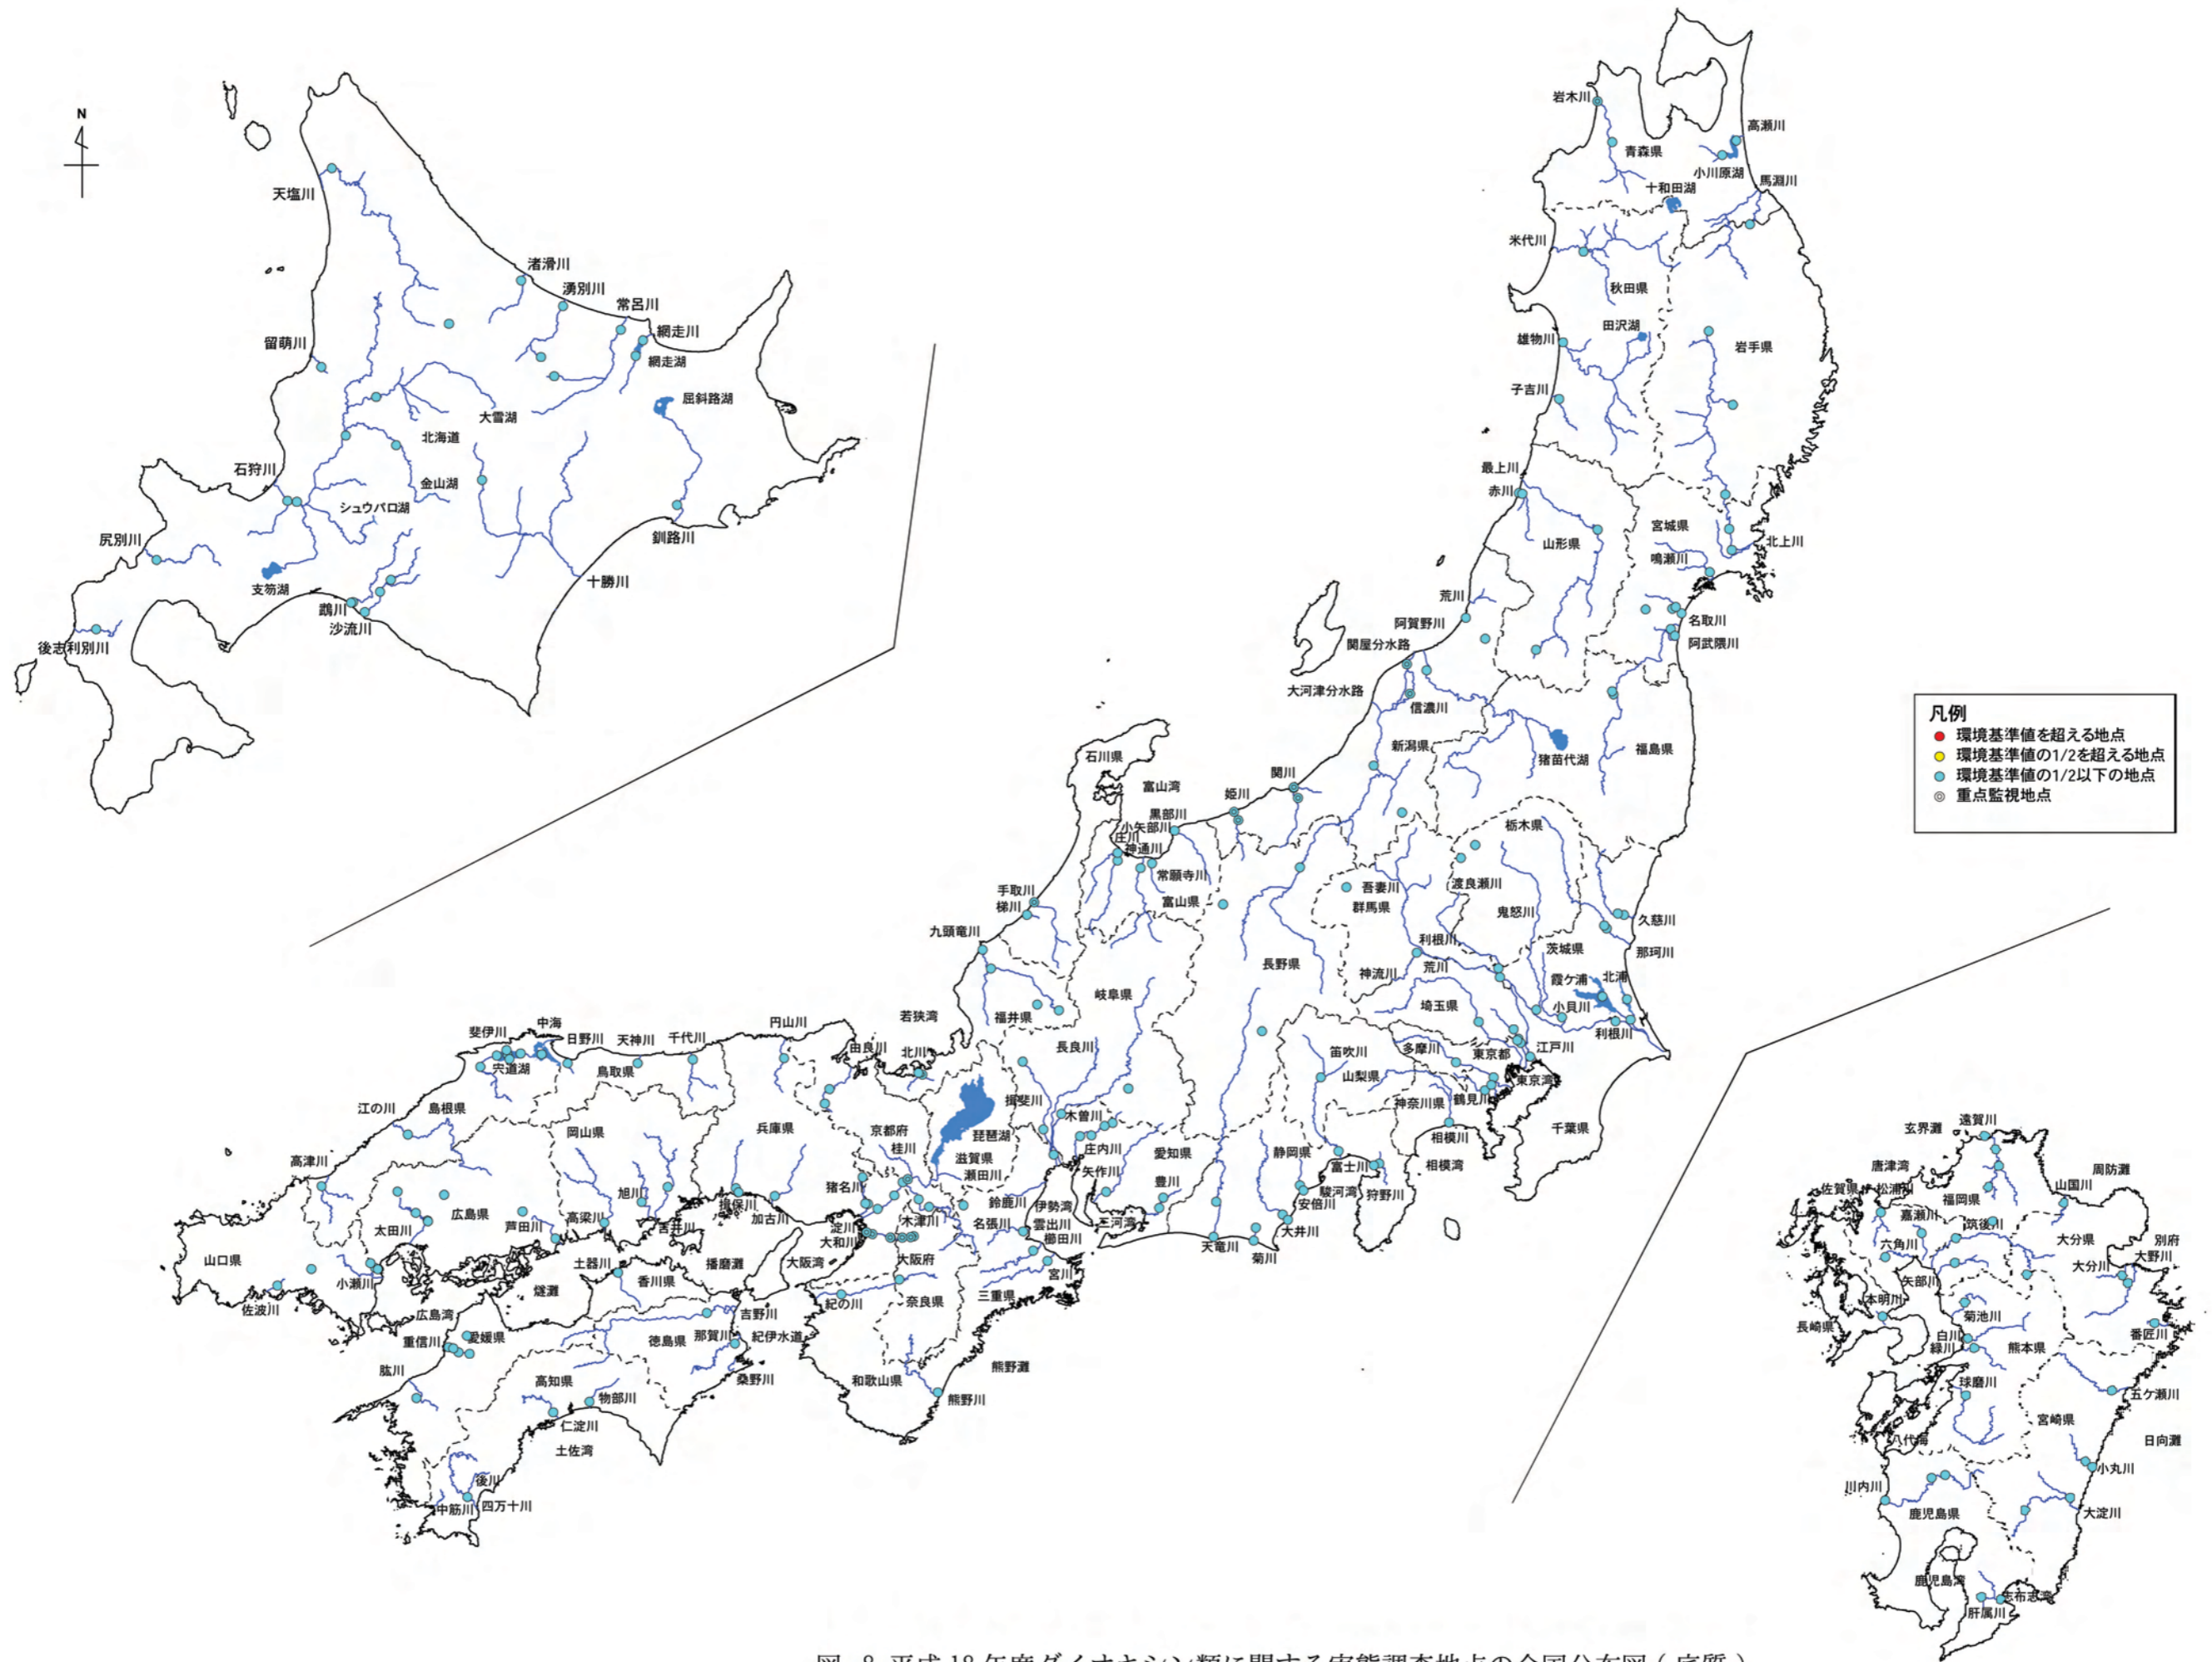 N
天塩川
渚滑川
湧別川
常呂川
網走川
網走湖
留萌川
屈斜路湖
大雪湖
北海道
石狩川
金山湖
シュウパロ湖
尻別川
釧路川
支笏湖
十勝川
鵡川
沙流川
後志利別川
岩木川
高瀬川
青森県
小川原湖
十和田湖
馬淵川
米代川
秋田県
田沢湖
雄物川
岩手県
子吉川
最上川
赤川
宮城県
山形県
北上川
鳴瀬川
荒川
阿賀野川
名取川
関屋分水路
阿武隈川
大河津分水路
信濃川
新潟県
福島県
猪苗代湖
凡例
環境基準値を超える地点
環境基準値の1/2を超える地点
環境基準値の1/2以下の地点
重点監視地点
石川県
富山湾
関川
姫川
黒部川
小矢部川
庄川
神通川
常願寺川
富山県
栃木県
手取川
梯川
吾妻川
渡良瀬川
群馬県
鬼怒川
久慈川
九頭竜川
利根川
茨城県
那珂川
長野県
神流川
荒川
霞ケ浦
北浦
岐阜県
埼玉県
小貝川
利根川
福井県
若狭湾
円山川
中海
斐伊川
日野川
天神川
千代川
由良川
北川
長良川
笛吹川
多摩川
東京都
江戸川
宍道湖
鳥取県
山梨県
東京湾
揖斐川
神奈川県
鶴見川
木曽川
江の川
島根県
岡山県
兵庫県
京都府
琵琶湖
桂川
相模川
千葉県
庄内川
愛知県
静岡県
高津川
滋賀県
瀬田川
矢作川
富士川
相模湾
旭川
猪名川
豊川
駿河湾
狩野川
揖保川
加古川
鈴鹿川
伊勢湾
安倍川
広島県
芦田川
高梁川
吉井川
淀川
木津川
名張川
雲出川
三河湾
太田川
大和川
櫛田川
天竜川
大井川
菊川
山口県
土器川
播磨灘
大阪湾
大阪府
宮川
小瀬川
香川県
燧灘
佐波川
広島湾
紀の川
奈良県
三重県
吉野川
重信川
愛媛県
徳島県
那賀川
紀伊水道
肱川
桑野川
熊野灘
高知県
和歌山県
物部川
熊野川
仁淀川
土佐湾
後川
中筋川
四万十川
遠賀川
玄界灘
唐津湾
周防灘
佐賀県
松浦川
福岡県
山国川
嘉瀬川
筑後川
六角川
大分県
別府
大野川
大分川
矢部川
本明川
菊池川
長崎県
白川
緑川
熊本県
番匠川
球磨川
五ケ瀬川
宮崎県
八代海
日向灘
小丸川
川内川
鹿児島県
大淀川
鹿児島湾
志布志湾
肝属川
図 8 平成 18 年度ダイオキシン類に関する実態調査地点の全国分布図 ( 底質 )